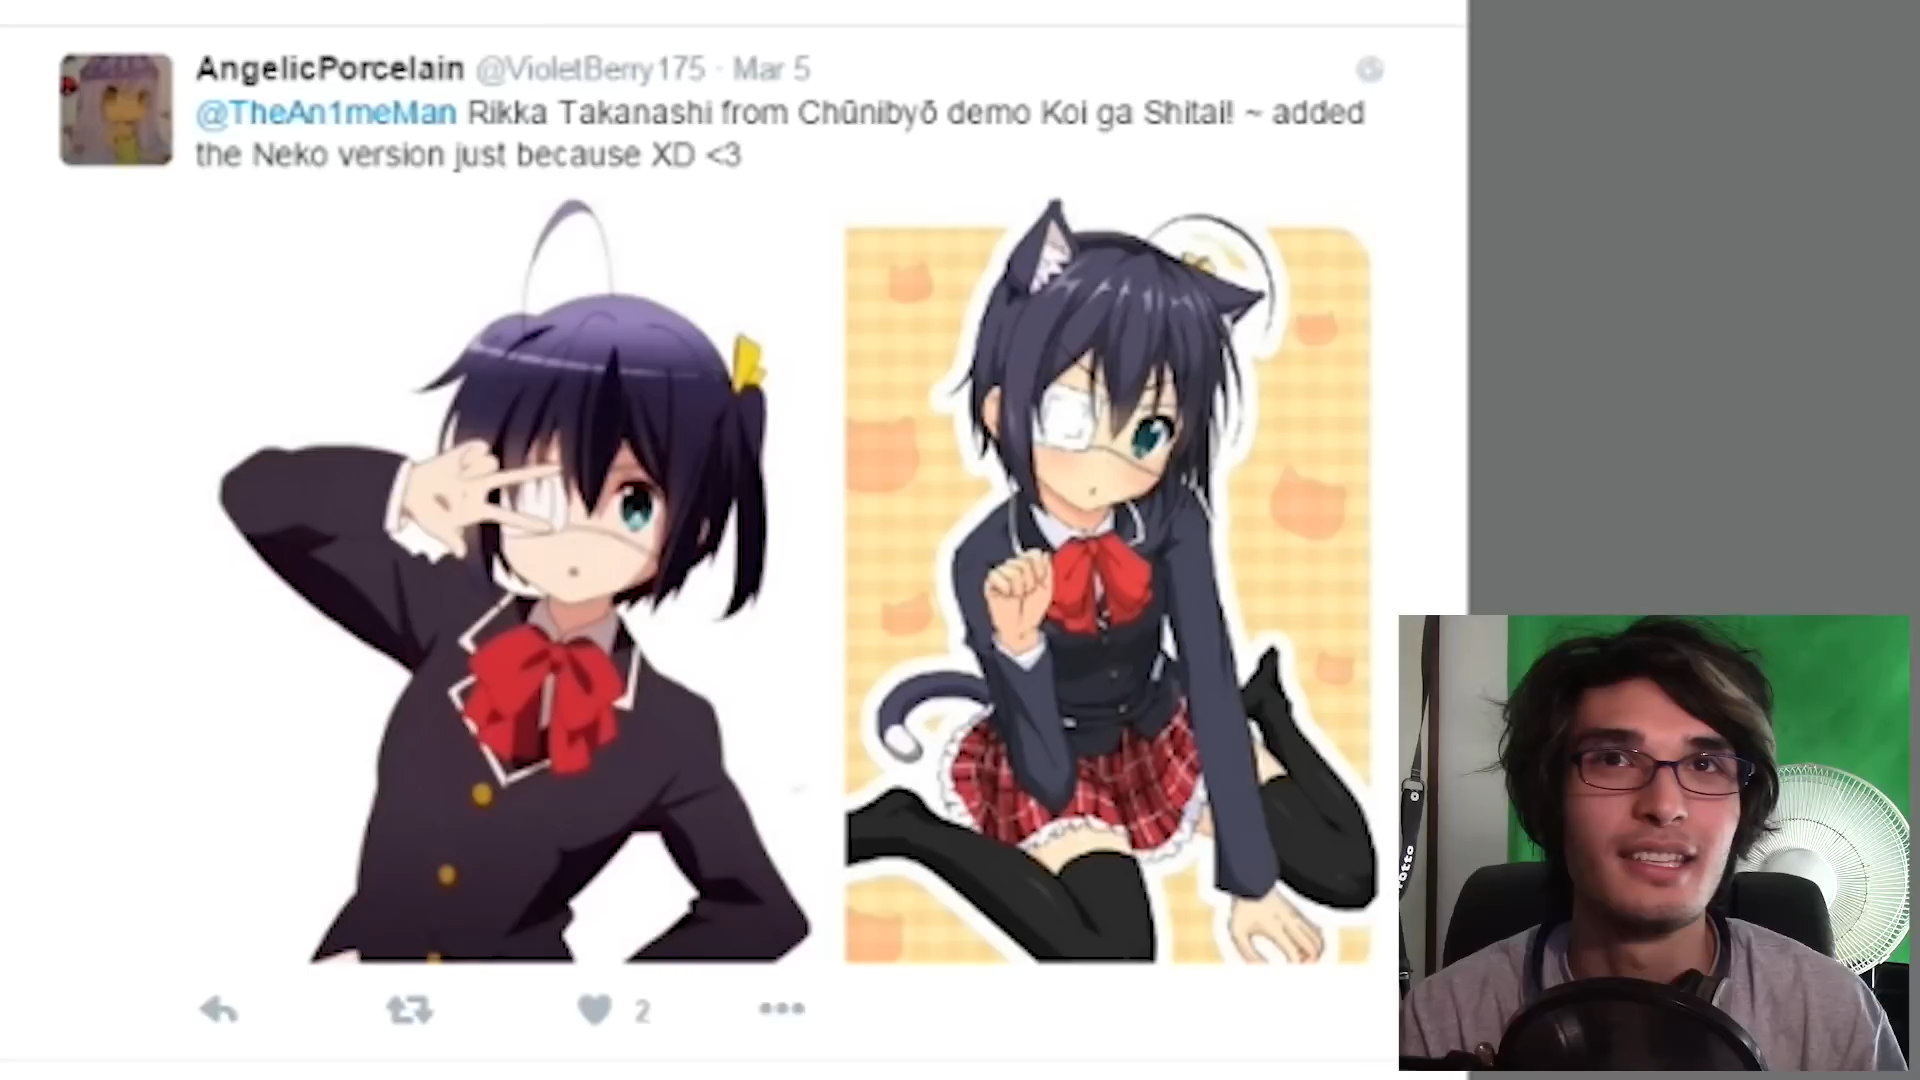 AngelicPorcelain @VioletBerry175 · Mar 5
@TheAn1meMan Rikka Takanashi from Chūnibyō demo Koi ga Shitai! ~ added
the Neko version just because XD <3
2